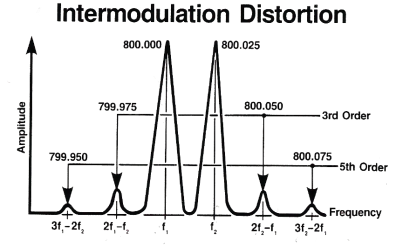 Intermodulation Distortion
Amplitude
800.000
800.025
799.975
800.050
3rd Order
799.950
800.075
5th Order
Frequency
3f₁−2f₂
2f₁−f₂
f₁
f₂
2f₂−f₁
3f₂−2f₁